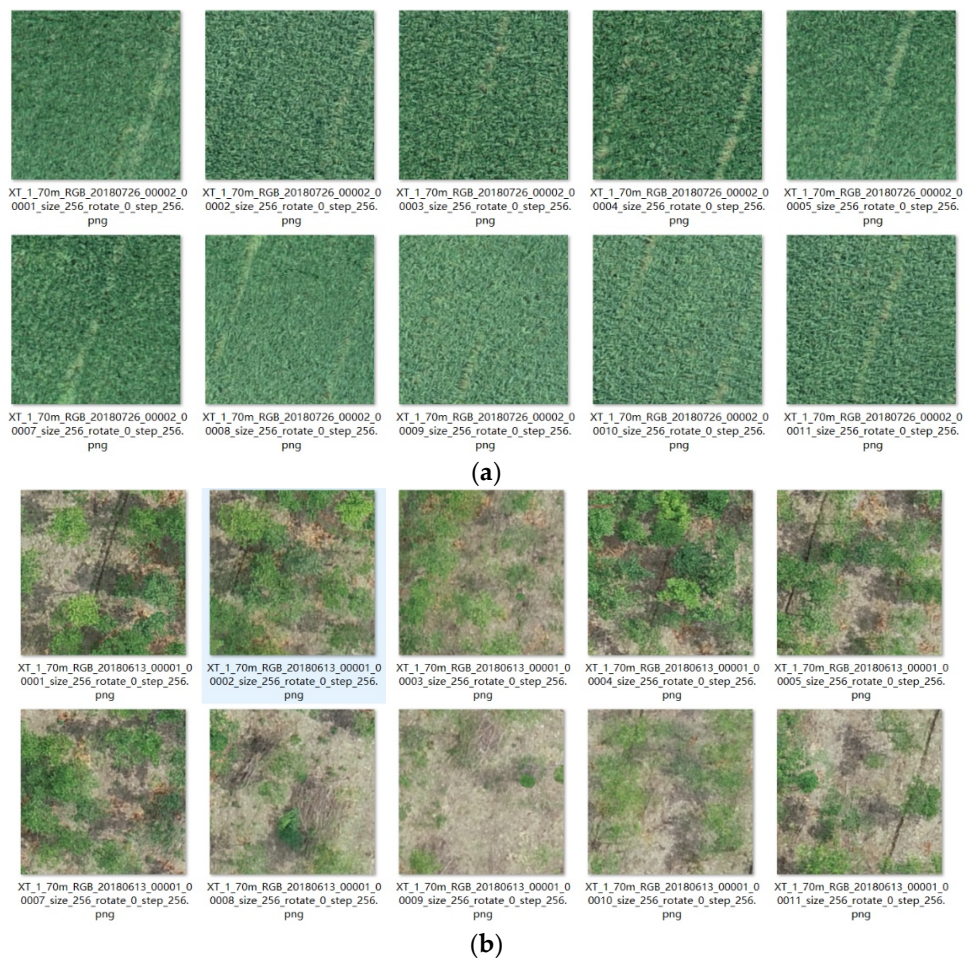 XT_1_70m_RGB_20180726_00002_0
0001_size_256_rotate_0_step_256.
png
XT_1_70m_RGB_20180726_00002_0
0002_size_256_rotate_0_step_256.
png
XT_1_70m_RGB_20180726_00002_0
0003_size_256_rotate_0_step_256.
png
XT_1_70m_RGB_20180726_00002_0
0004_size_256_rotate_0_step_256.
png
XT_1_70m_RGB_20180726_00002_0
0005_size_256_rotate_0_step_256.
png
XT_1_70m_RGB_20180726_00002_0
0007_size_256_rotate_0_step_256.
png
XT_1_70m_RGB_20180726_00002_0
0008_size_256_rotate_0_step_256.
png
XT_1_70m_RGB_20180726_00002_0
0009_size_256_rotate_0_step_256.
png
XT_1_70m_RGB_20180726_00002_0
0010_size_256_rotate_0_step_256.
png
XT_1_70m_RGB_20180726_00002_0
0011_size_256_rotate_0_step_256.
png
(a)
XT_1_70m_RGB_20180613_00001_0
0001_size_256_rotate_0_step_256.
png
XT_1_70m_RGB_20180613_00001_0
0002_size_256_rotate_0_step_256.
png
XT_1_70m_RGB_20180613_00001_0
0003_size_256_rotate_0_step_256.
png
XT_1_70m_RGB_20180613_00001_0
0004_size_256_rotate_0_step_256.
png
XT_1_70m_RGB_20180613_00001_0
0005_size_256_rotate_0_step_256.
png
XT_1_70m_RGB_20180613_00001_0
0007_size_256_rotate_0_step_256.
png
XT_1_70m_RGB_20180613_00001_0
0008_size_256_rotate_0_step_256.
png
XT_1_70m_RGB_20180613_00001_0
0009_size_256_rotate_0_step_256.
png
XT_1_70m_RGB_20180613_00001_0
0010_size_256_rotate_0_step_256.
png
XT_1_70m_RGB_20180613_00001_0
0011_size_256_rotate_0_step_256.
png
(b)